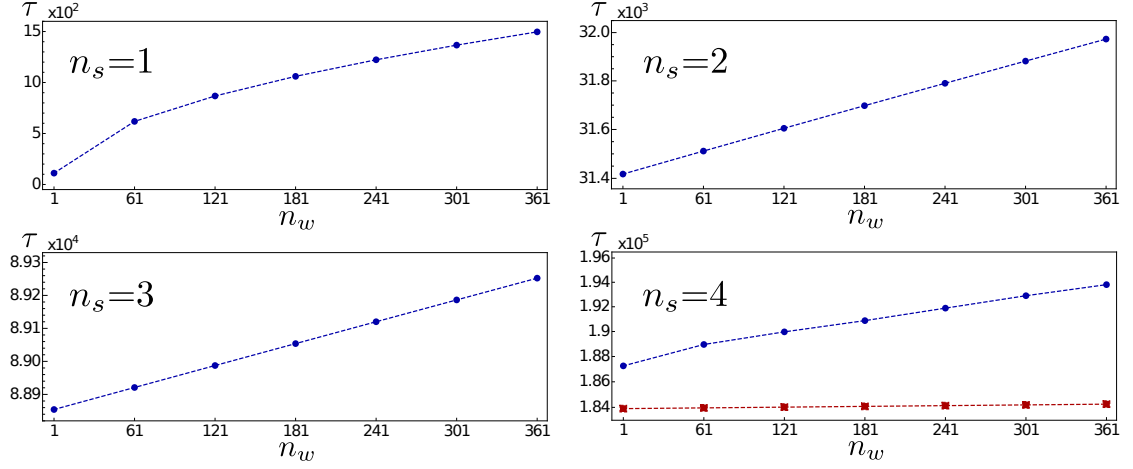 τ ×10²
15
10
5
0
n_s=1
1 61 121 181 241 301 361
n_w
τ ×10³
32.0
31.8
31.6
31.4
n_s=2
1 61 121 181 241 301 361
n_w
τ ×10⁴
8.93
8.92
8.91
8.90
8.89
n_s=3
1 61 121 181 241 301 361
n_w
τ ×10⁵
1.96
1.94
1.92
1.9
1.88
1.86
1.84
n_s=4
1 61 121 181 241 301 361
n_w